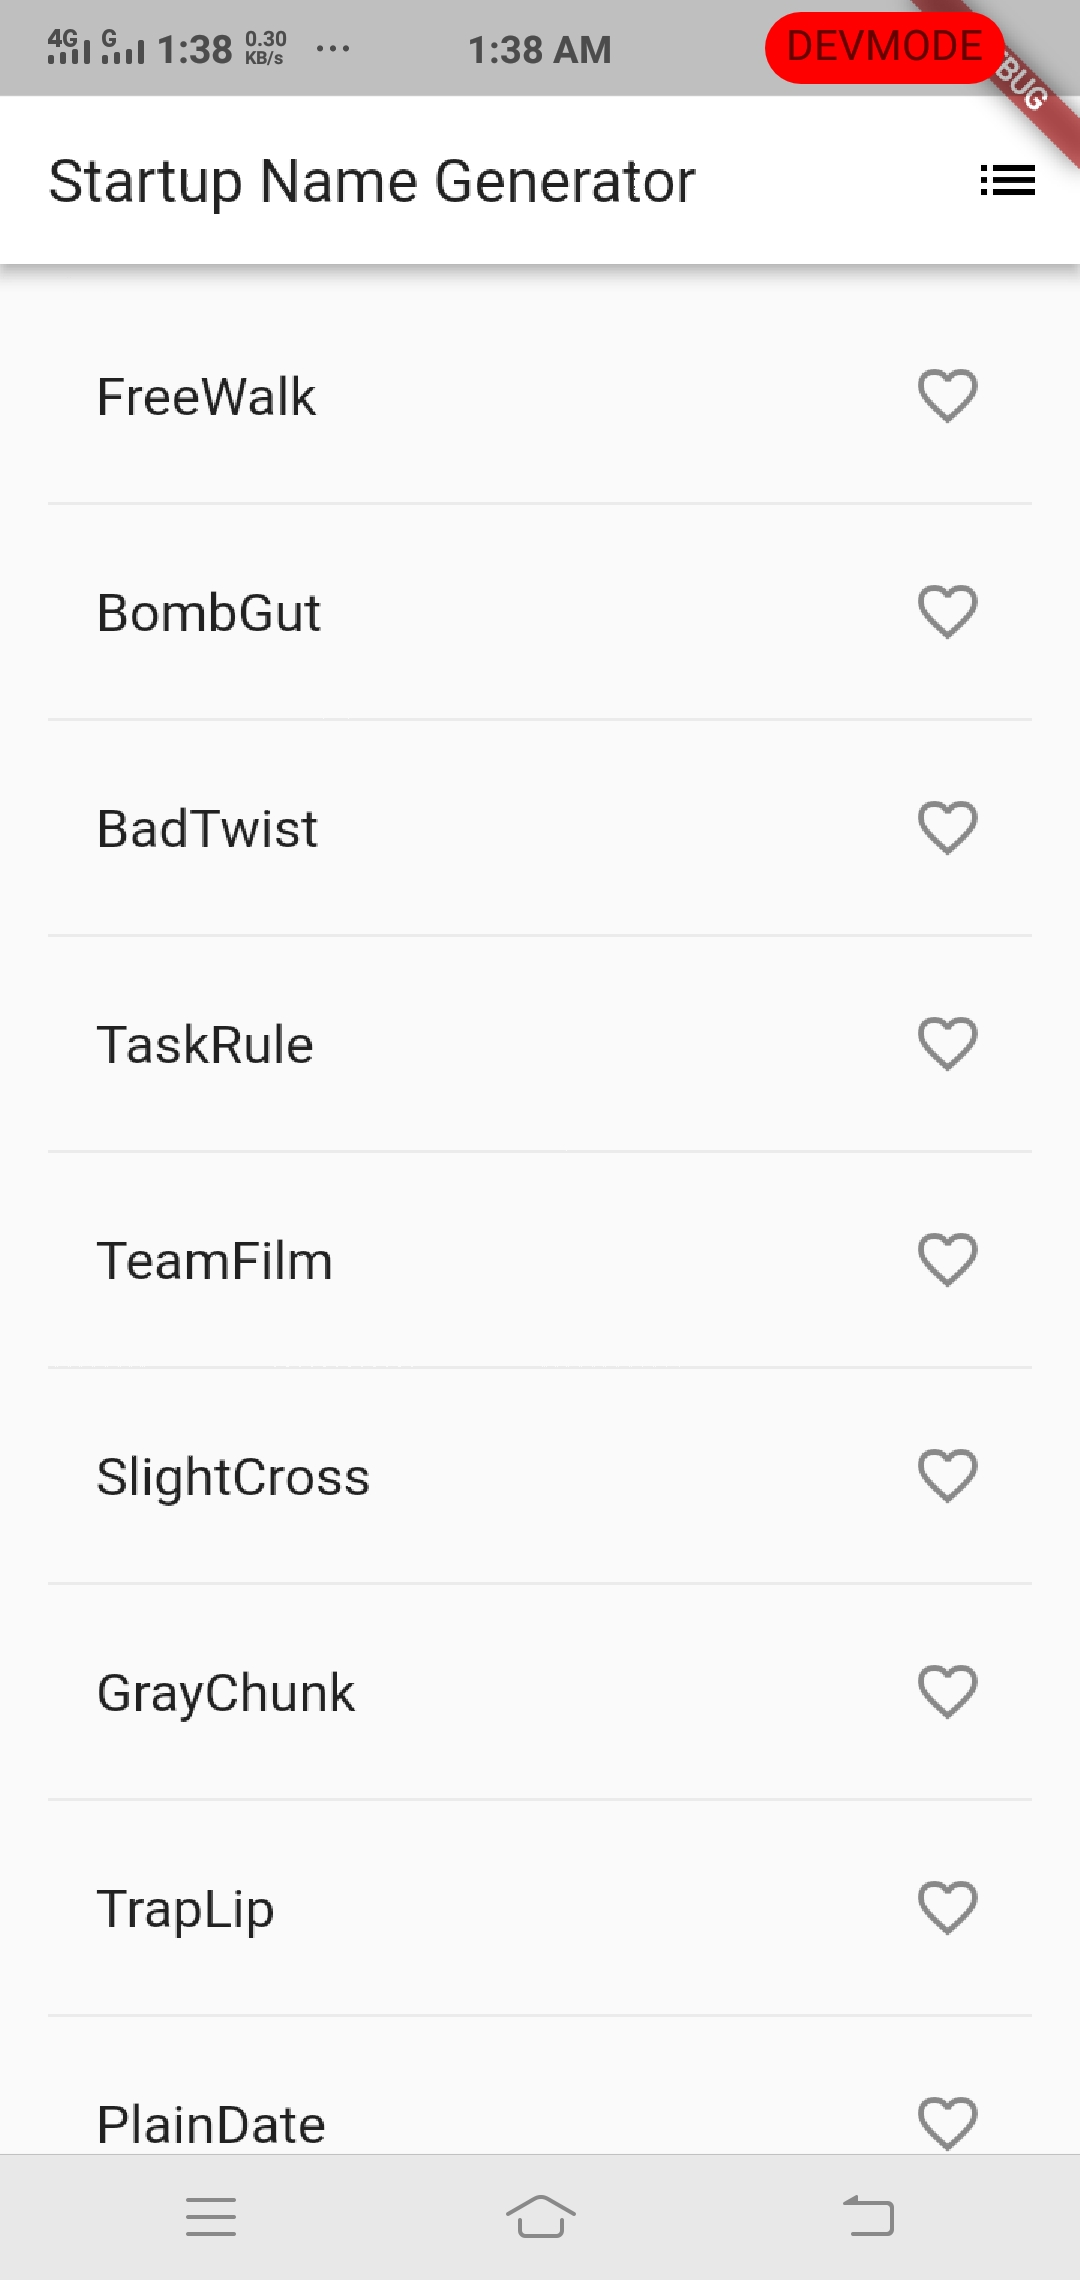 4G G 1:38 0.30 KB/s ... 1:38 AM DEVMODE
BUG
Startup Name Generator
FreeWalk
BombGut
BadTwist
TaskRule
TeamFilm
SlightCross
GrayChunk
TrapLip
PlainDate